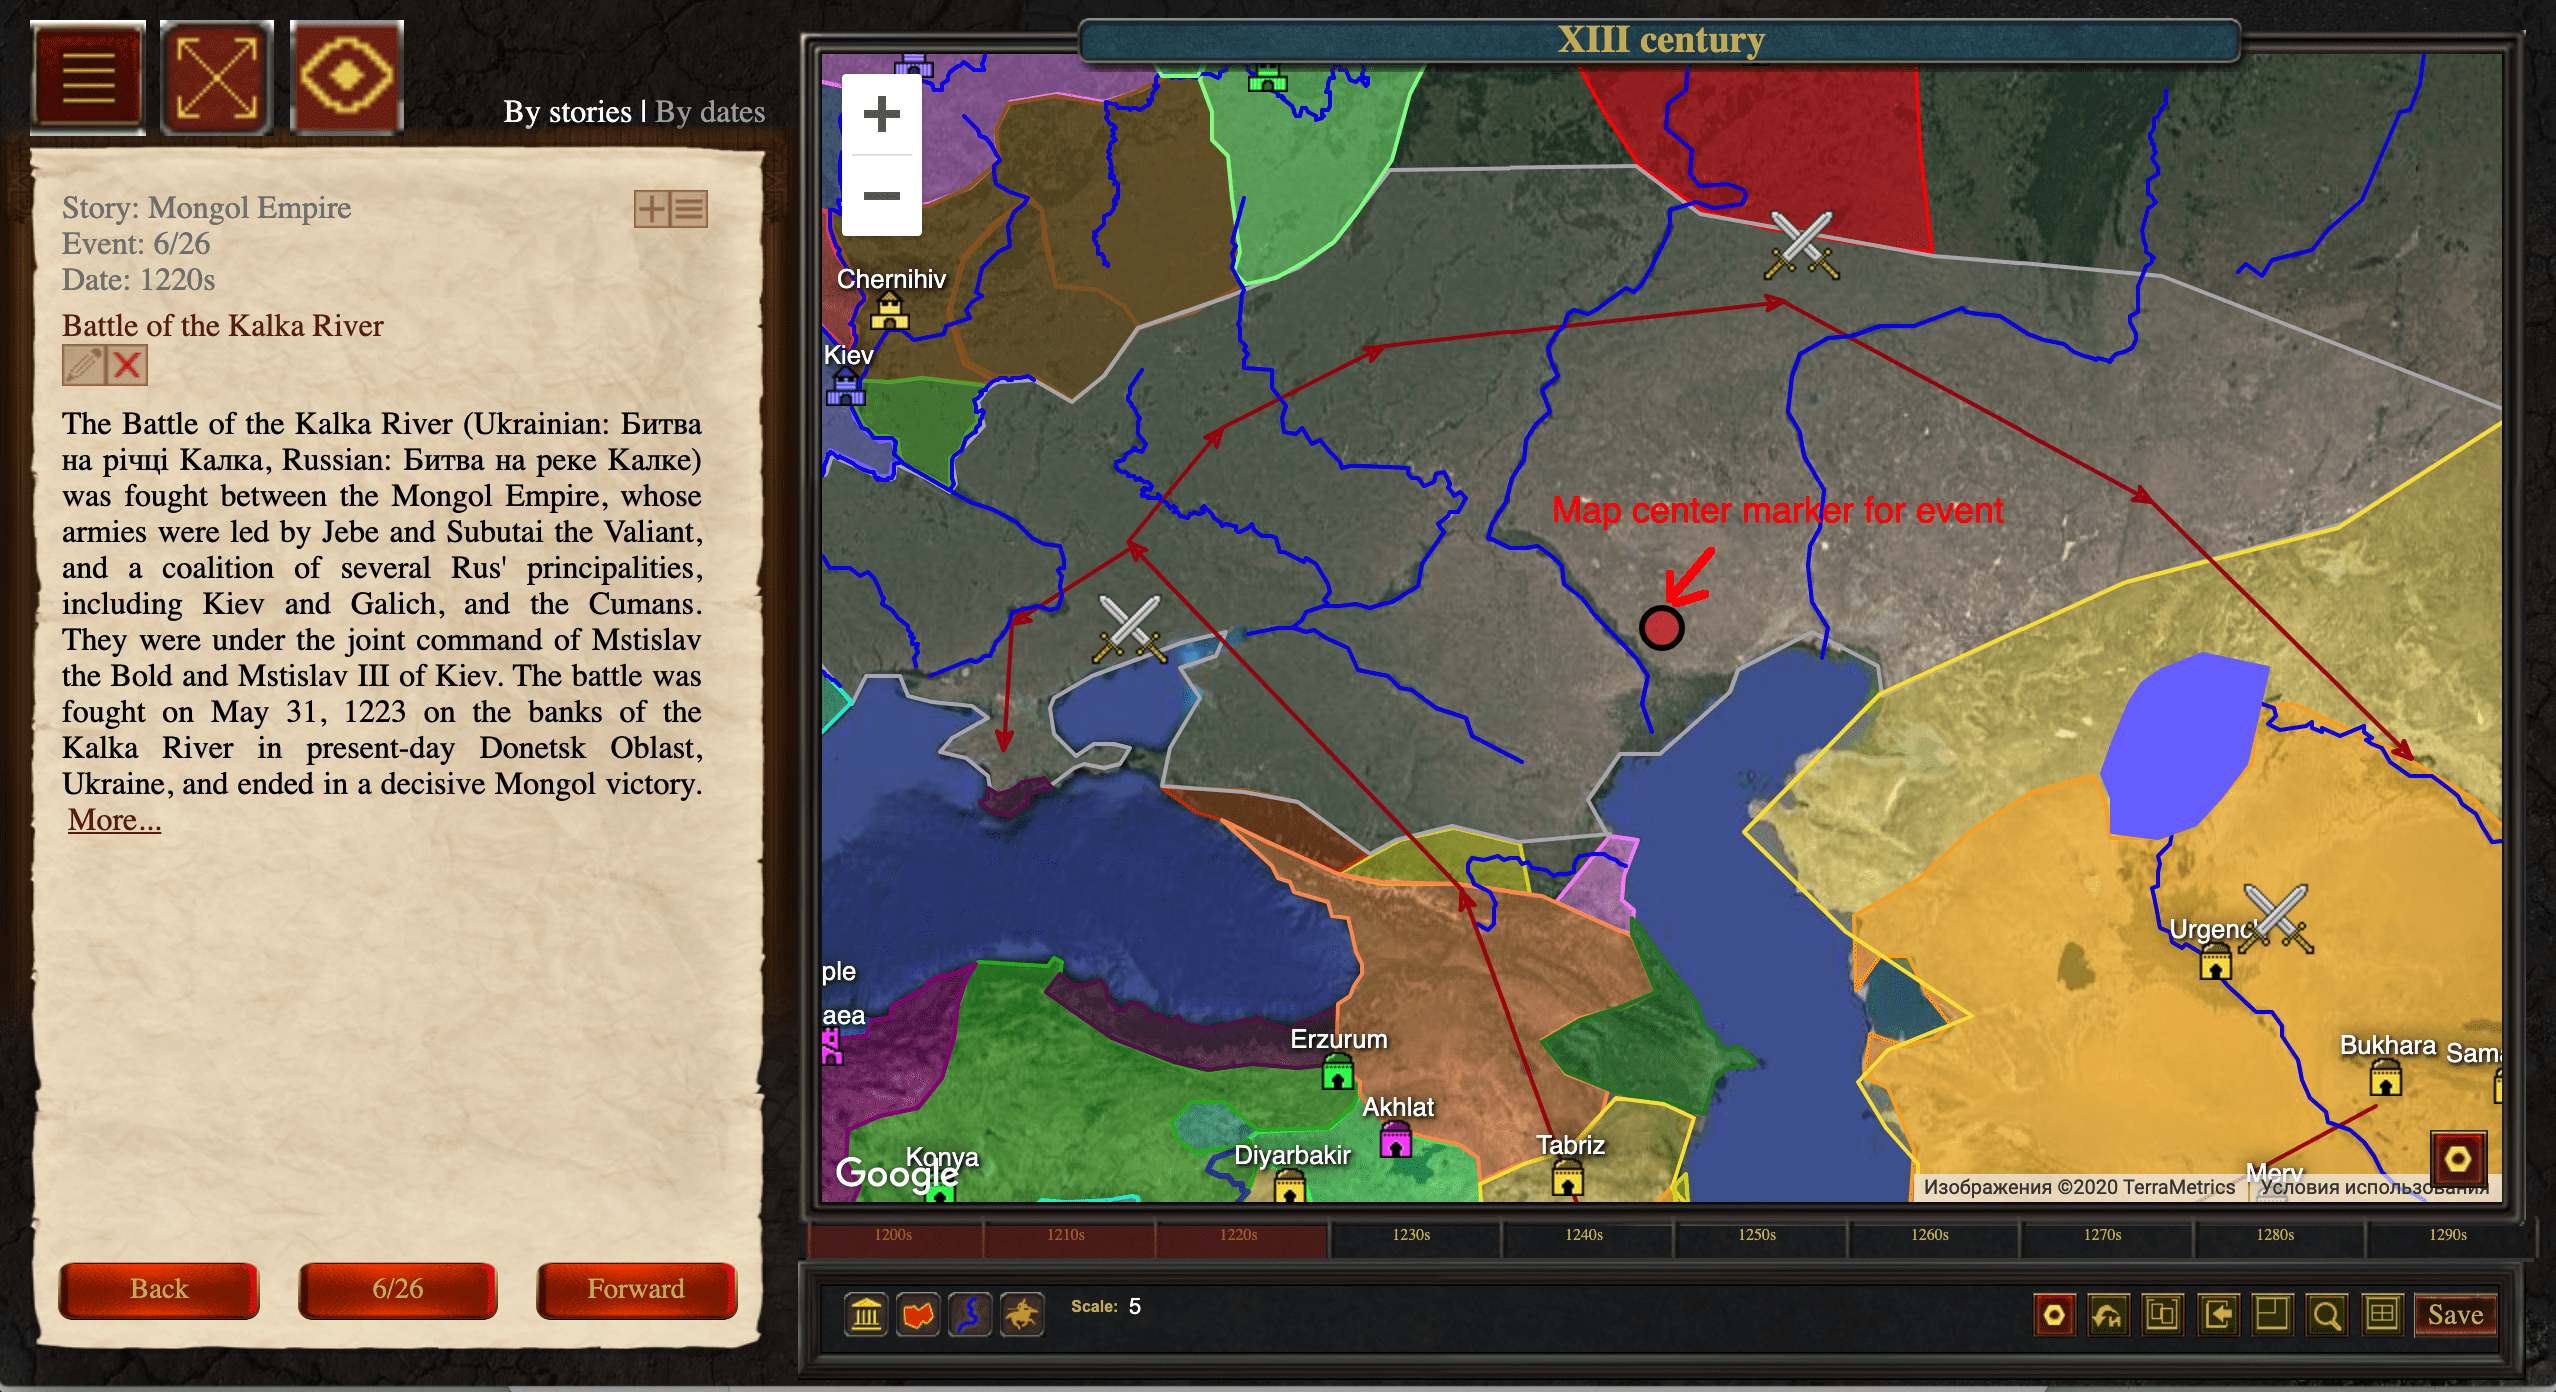 XIII century
By stories | By dates
Story: Mongol Empire
Event: 6/26
Date: 1220s
Battle of the Kalka River
The Battle of the Kalka River (Ukrainian: Битва
на річці Калка, Russian: Битва на реке Калке)
was fought between the Mongol Empire, whose
armies were led by Jebe and Subutai the Valiant,
and a coalition of several Rus' principalities,
including Kiev and Galich, and the Cumans.
They were under the joint command of Mstislav
the Bold and Mstislav III of Kiev. The battle was
fought on May 31, 1223 on the banks of the
Kalka River in present-day Donetsk Oblast,
Ukraine, and ended in a decisive Mongol victory.
More...
Back
6/26
Forward
+
−
Chernihiv
Kiev
Map center marker for event
ple
aea
Urgenc
Erzurum
Bukhara
Sama
Akhlat
Tabriz
Diyarbakir
Konya
Merv
Google
Изображения ©2020 TerraMetrics
Условия использования
1200s
1210s
1220s
1230s
1240s
1250s
1260s
1270s
1280s
1290s
Scale: 5
Save